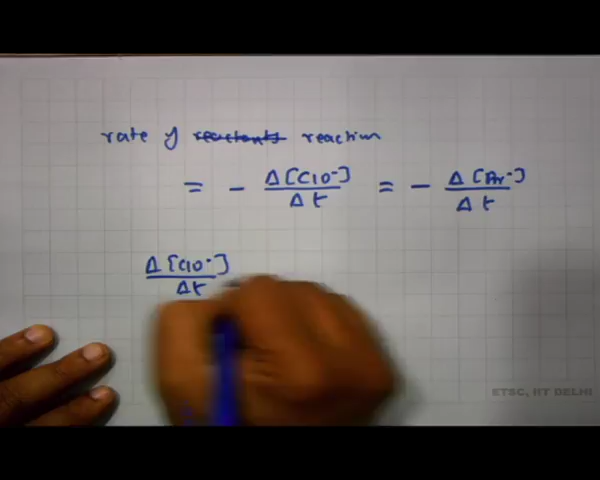 rate of reactants reaction
= - Δ[ClO-]/Δt = - Δ[Br-]/Δt
Δ[ClO-]/Δt
ETSC, IIT DELHI